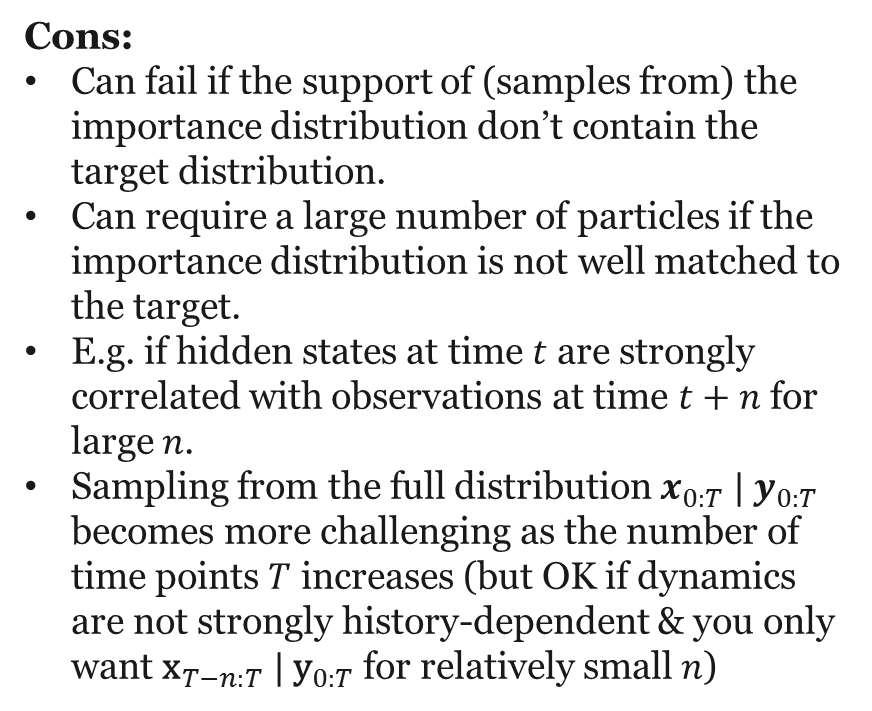 Cons:
• Can fail if the support of (samples from) the
importance distribution don’t contain the
target distribution.
• Can require a large number of particles if the
importance distribution is not well matched to
the target.
• E.g. if hidden states at time 𝑡 are strongly
correlated with observations at time 𝑡 + 𝑛 for
large 𝑛.
• Sampling from the full distribution 𝒙₀:𝑇 | 𝒚₀:𝑇
becomes more challenging as the number of
time points 𝑇 increases (but OK if dynamics
are not strongly history-dependent & you only
want x𝑇−𝑛:𝑇 | y₀:𝑇 for relatively small 𝑛)